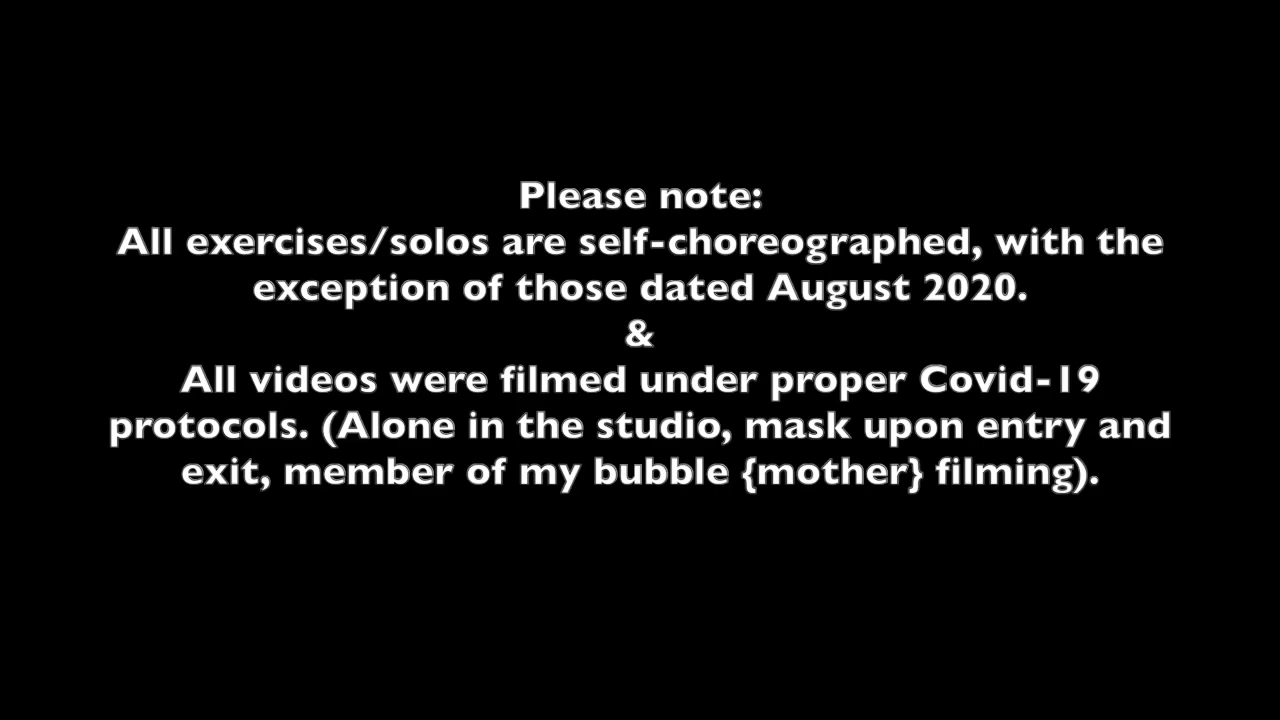 Please note:
All exercises/solos are self-choreographed, with the
exception of those dated August 2020.
&
All videos were filmed under proper Covid-19
protocols. (Alone in the studio, mask upon entry and
exit, member of my bubble {mother} filming).